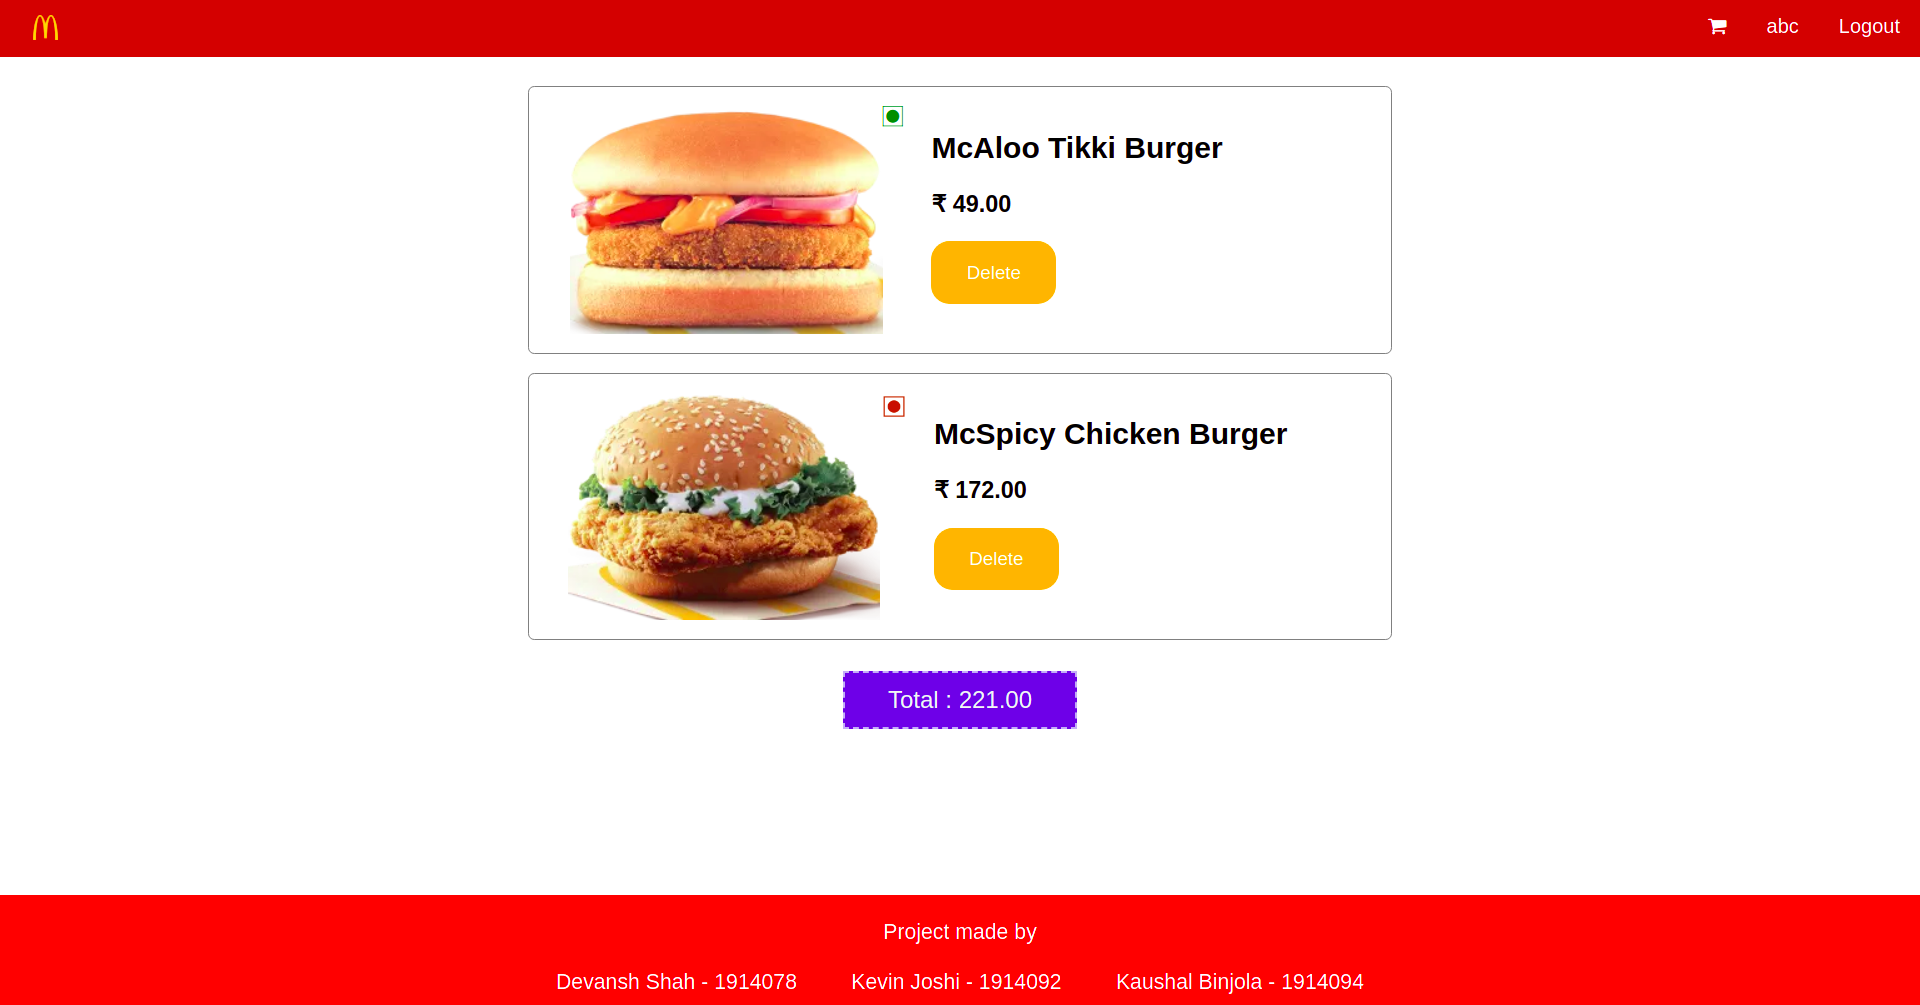 abc Logout
McAloo Tikki Burger
₹ 49.00
Delete
McSpicy Chicken Burger
₹ 172.00
Delete
Total : 221.00
Project made by
Devansh Shah - 1914078 Kevin Joshi - 1914092 Kaushal Binjola - 1914094